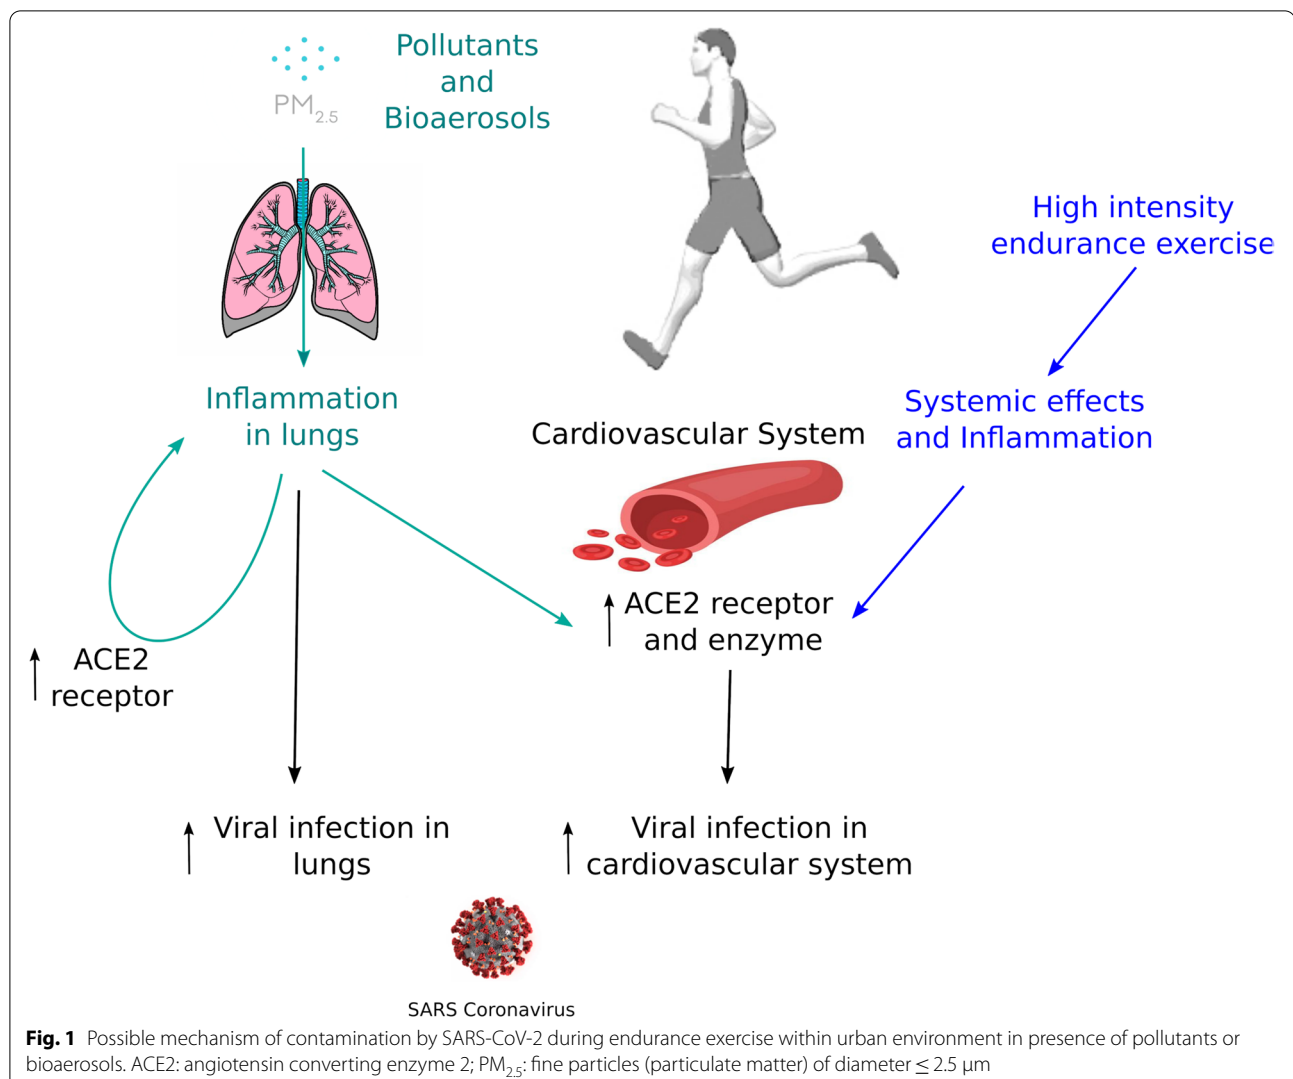 Pollutants
and
Bioaerosols
PM2.5
High intensity
endurance exercise
Inflammation
in lungs
Cardiovascular System
Systemic effects
and Inflammation
ACE2 receptor
and enzyme
ACE2
receptor
Viral infection in
lungs
Viral infection in
cardiovascular system
SARS Coronavirus
Fig. 1 Possible mechanism of contamination by SARS-CoV-2 during endurance exercise within urban environment in presence of pollutants or
bioaerosols. ACE2: angiotensin converting enzyme 2; PM2.5: fine particles (particulate matter) of diameter ≤ 2.5 μm